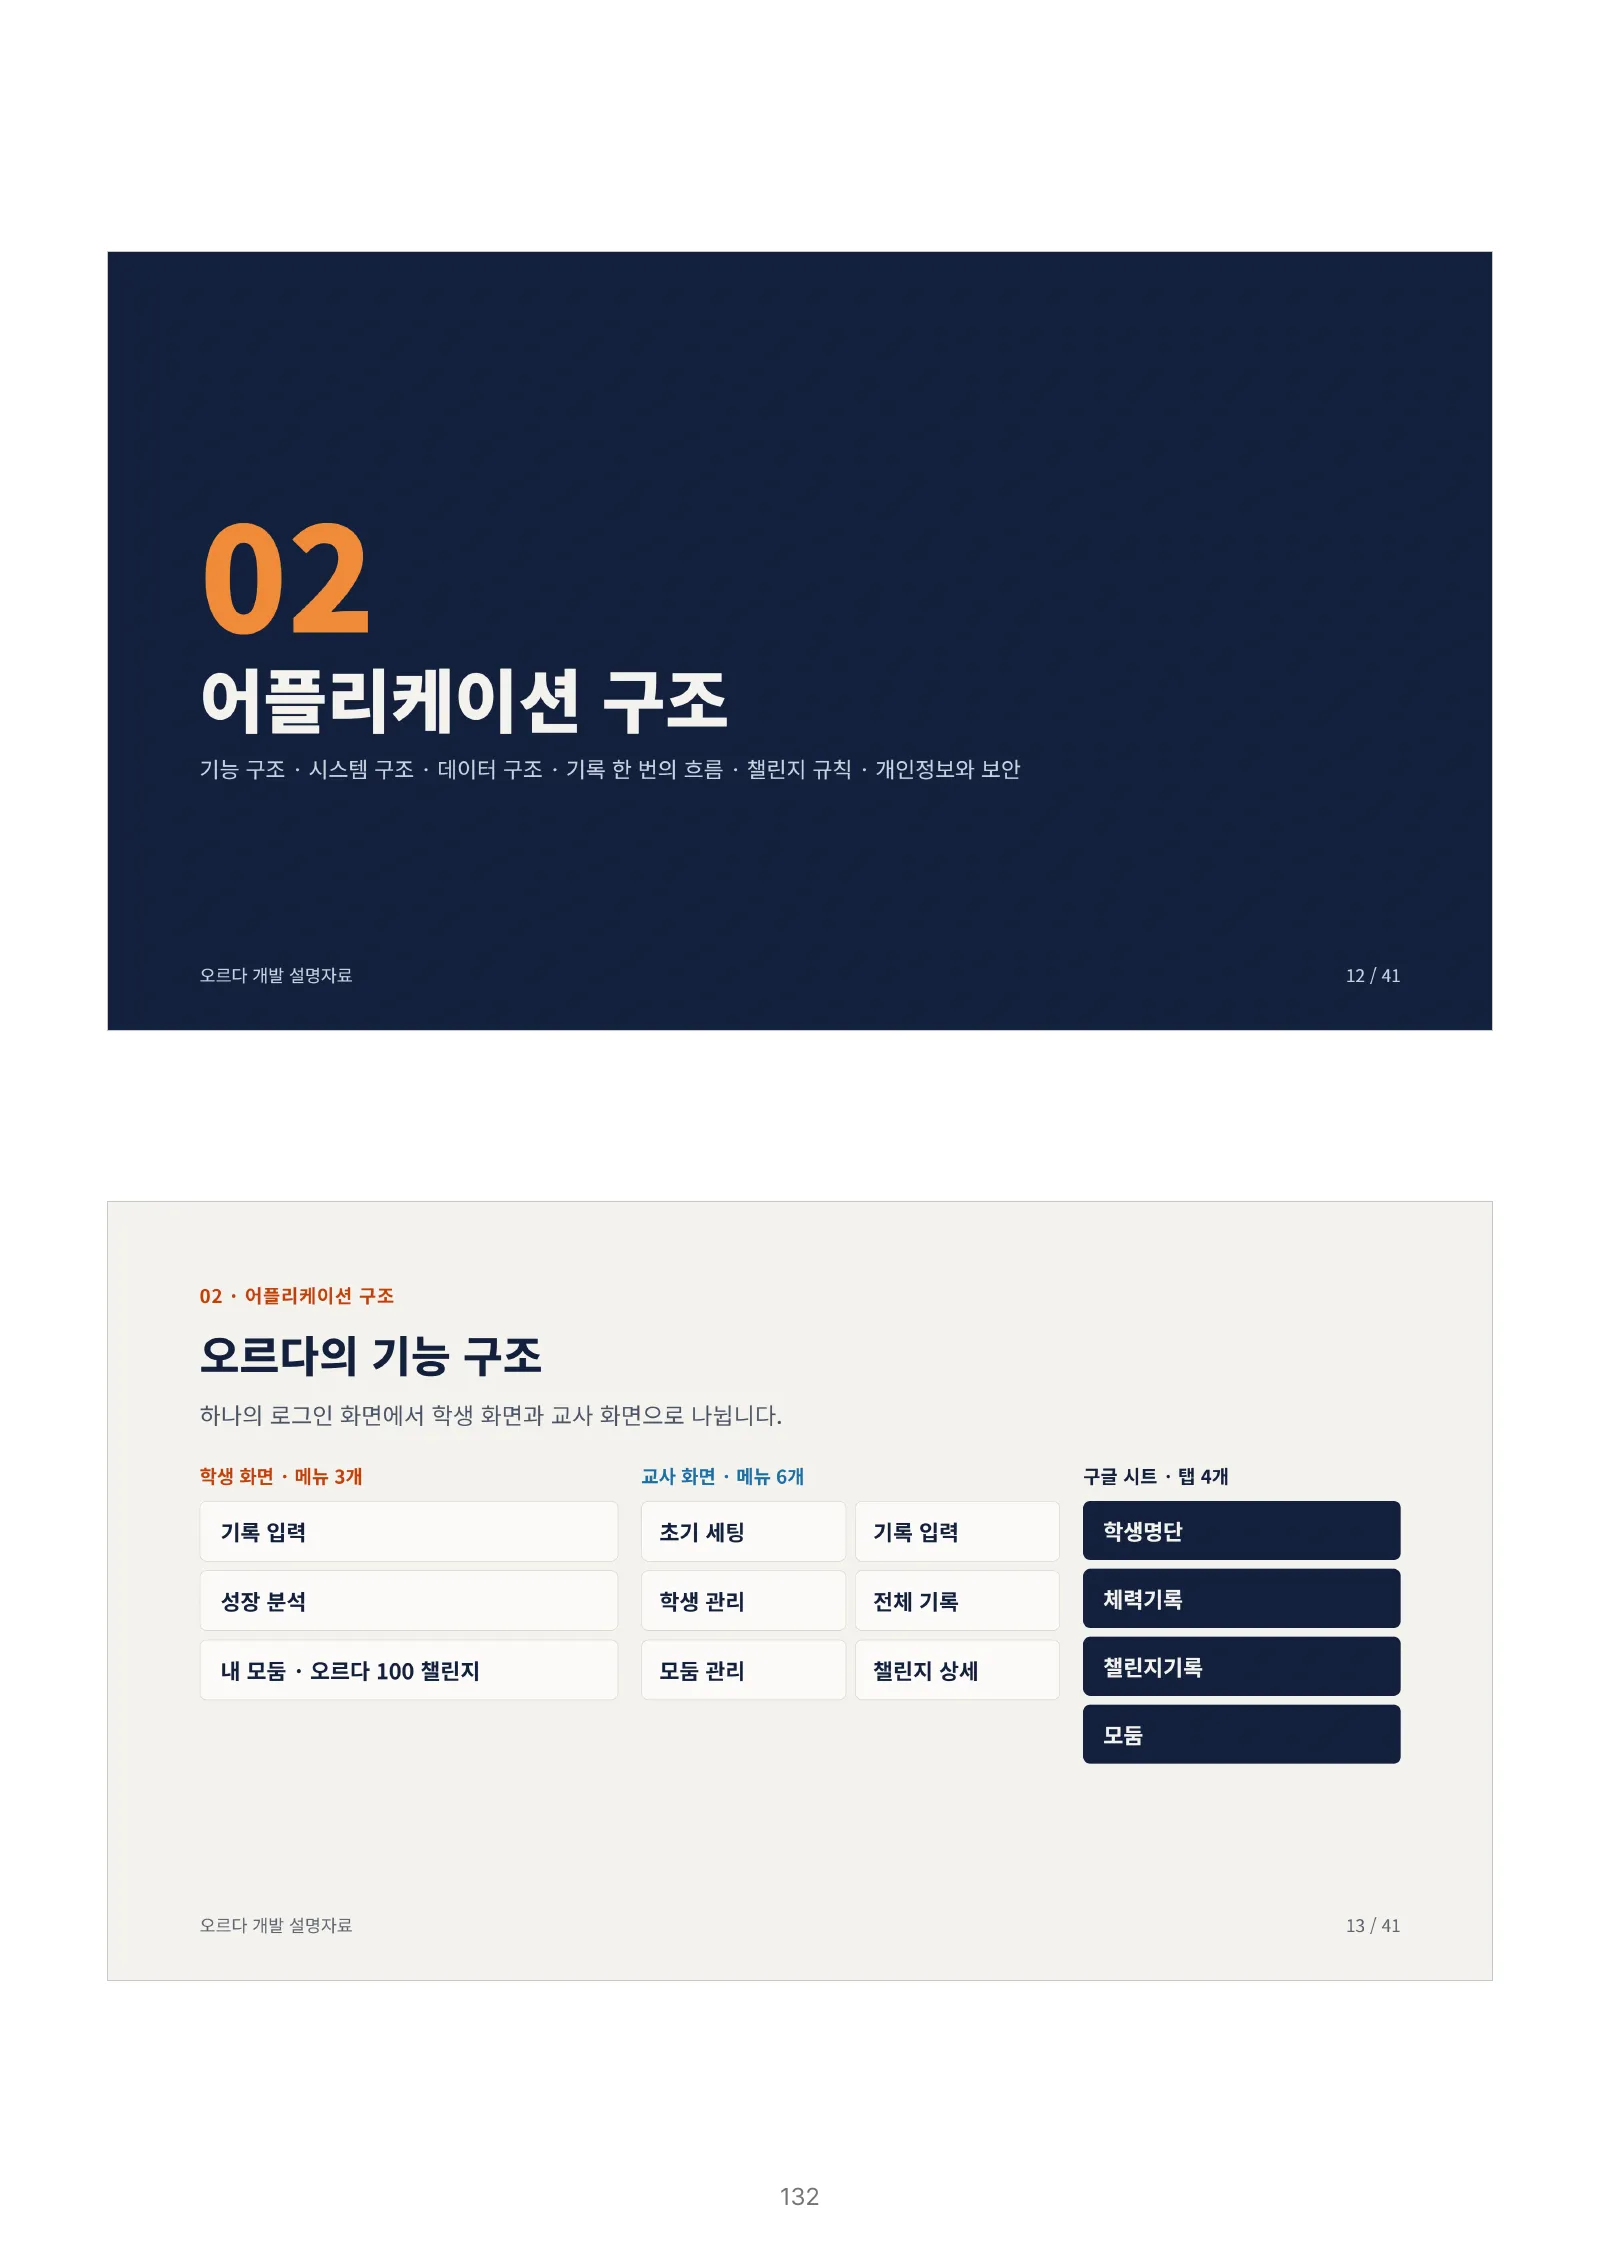 02
어플리케이션 구조
기능 구조 · 시스템 구조 · 데이터 구조 · 기록 한 번의 흐름 · 챌린지 규칙 · 개인정보와 보안
오르다 개발 설명자료
12 / 41
02 · 어플리케이션 구조
오르다의 기능 구조
하나의 로그인 화면에서 학생 화면과 교사 화면으로 나뉩니다.
학생 화면 · 메뉴 3개
기록 입력
성장 분석
내 모둠 · 오르다 100 챌린지
교사 화면 · 메뉴 6개
초기 세팅
기록 입력
학생 관리
전체 기록
모둠 관리
챌린지 상세
구글 시트 · 탭 4개
학생명단
체력기록
챌린지기록
모둠
오르다 개발 설명자료
13 / 41
132